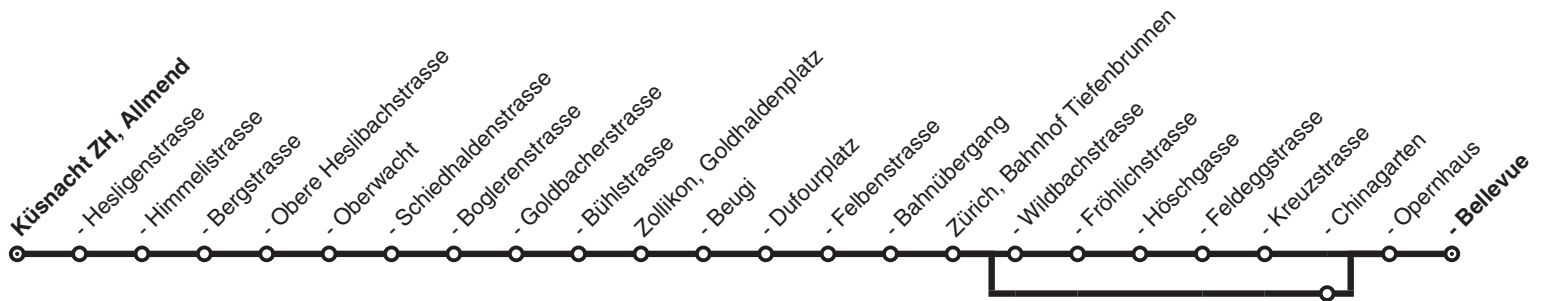 Küsnacht ZH, Allmend
- Hesligenstrasse
- Himmelistrasse
- Bergstrasse
- Obere Heslibachstrasse
- Oberwacht
- Schiedhaldenstrasse
- Boglerenstrasse
- Goldbacherstrasse
- Bühlstrasse
Zollikon, Goldhaldenplatz
- Beugi
- Dufourplatz
- Felbenstrasse
- Bahnübergang
Zürich, Bahnhof Tiefenbrunnen
- Wildbachstrasse
- Fröhlichstrasse
- Höschgasse
- Feldeggstrasse
- Kreuzstrasse
- Chinagarten
- Opernhaus
- Bellevue